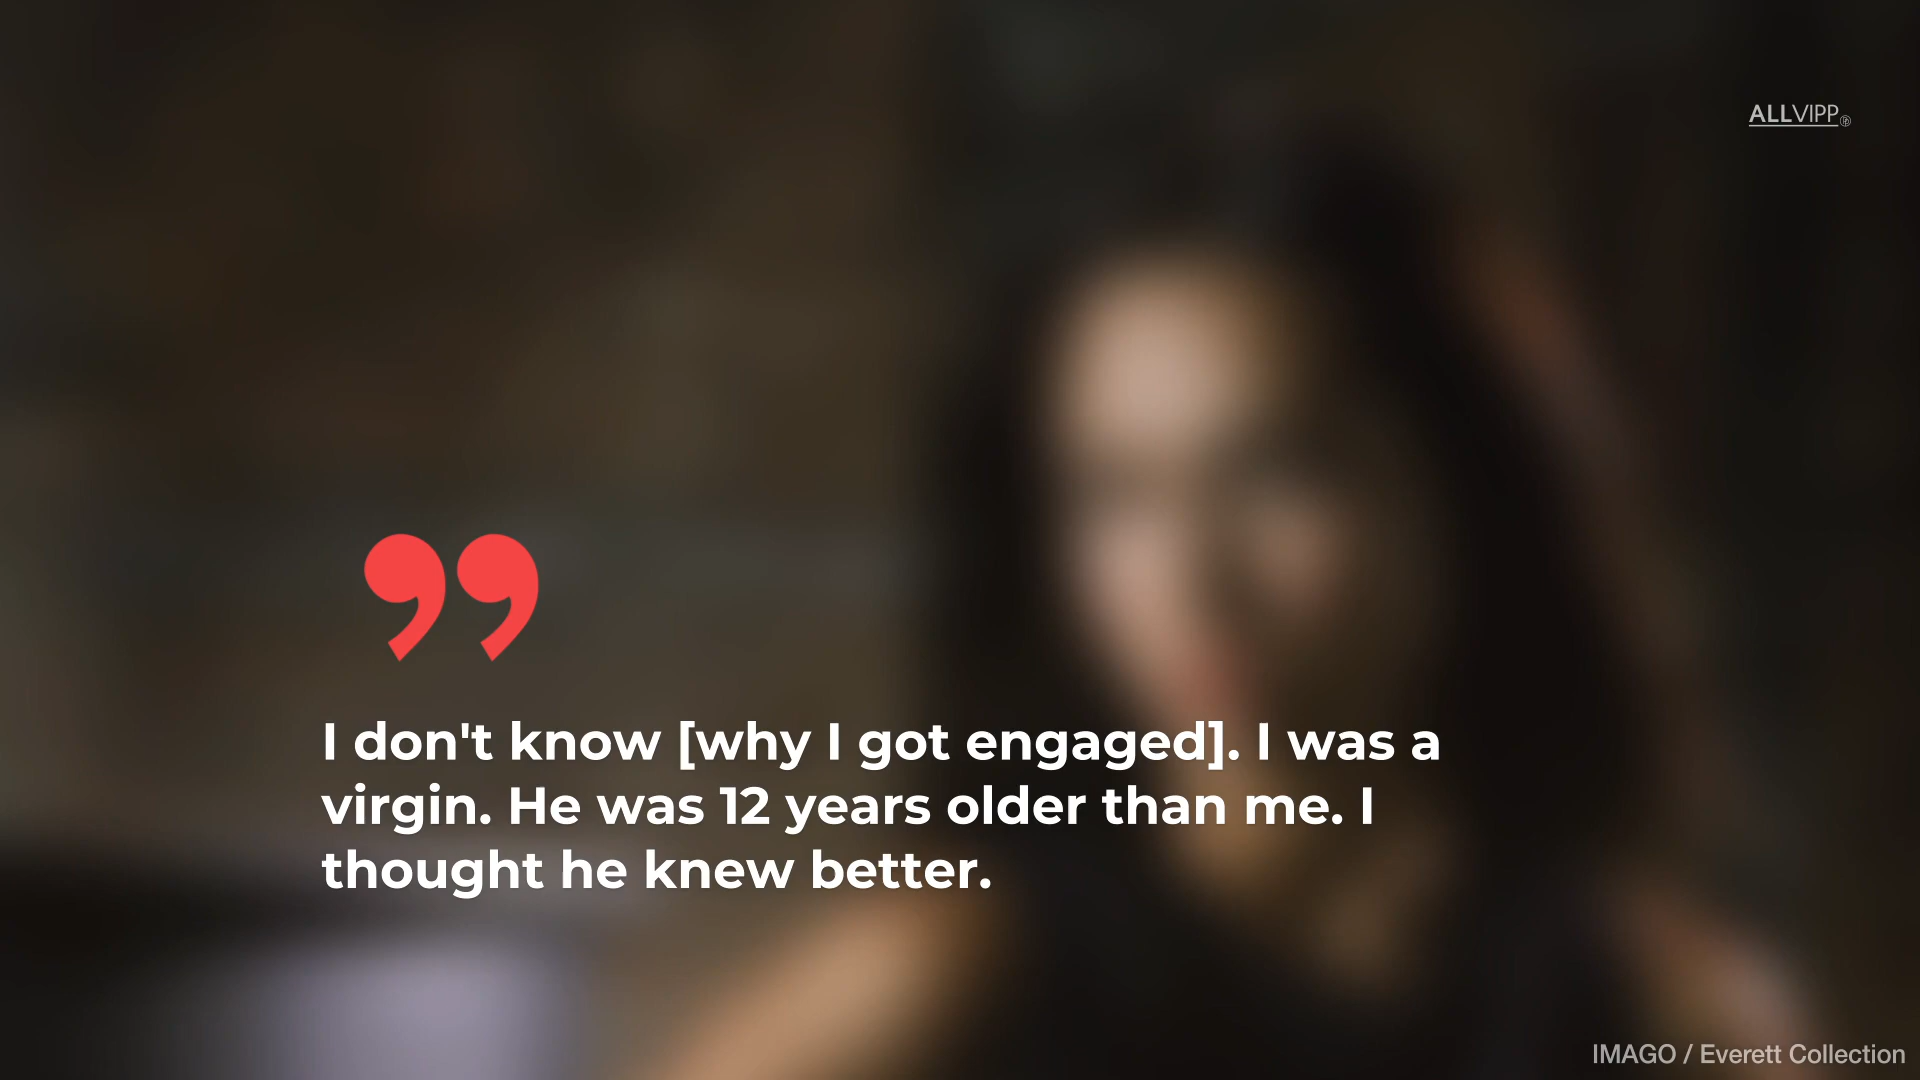 ALLVIPP
”
I don't know [why I got engaged]. I was a
virgin. He was 12 years older than me. I
thought he knew better.
IMAGO / Everett Collection